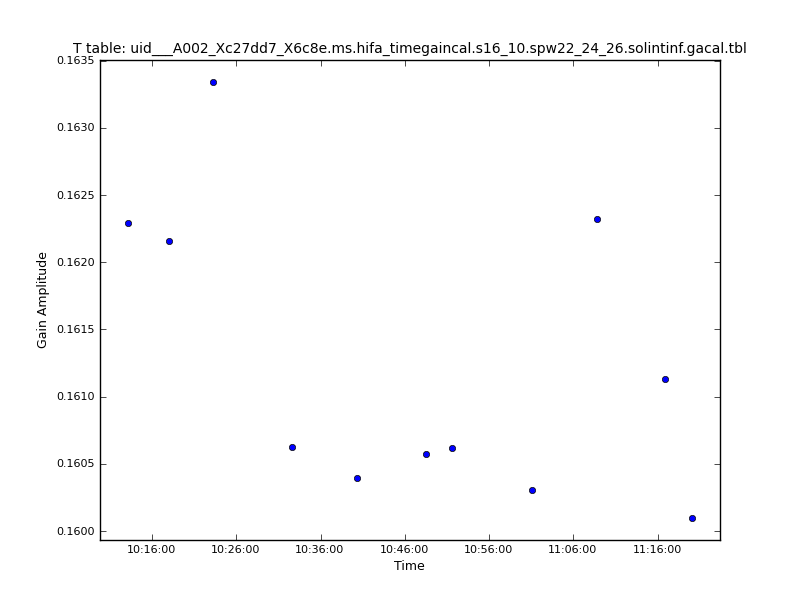 T table: uid___A002_Xc27dd7_X6c8e.ms.hifa_timegaincal.s16_10.spw22_24_26.solintinf.gacal.tbl
0.1635
0.1630
0.1625
0.1620
0.1615
0.1610
0.1605
0.1600
Gain Amplitude
10:16:00 10:26:00 10:36:00 10:46:00 10:56:00 11:06:00 11:16:00
Time